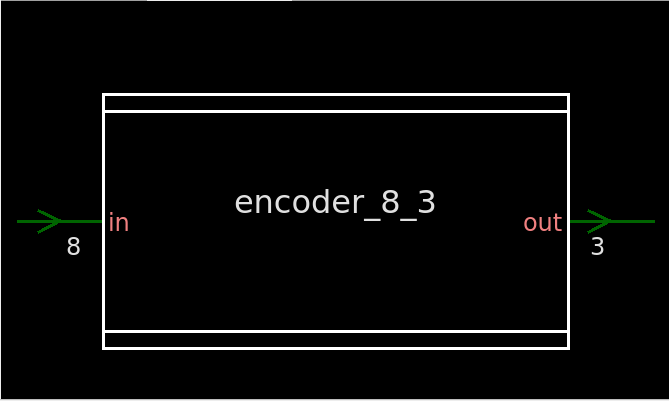 encoder_8_3
in
out
8
3